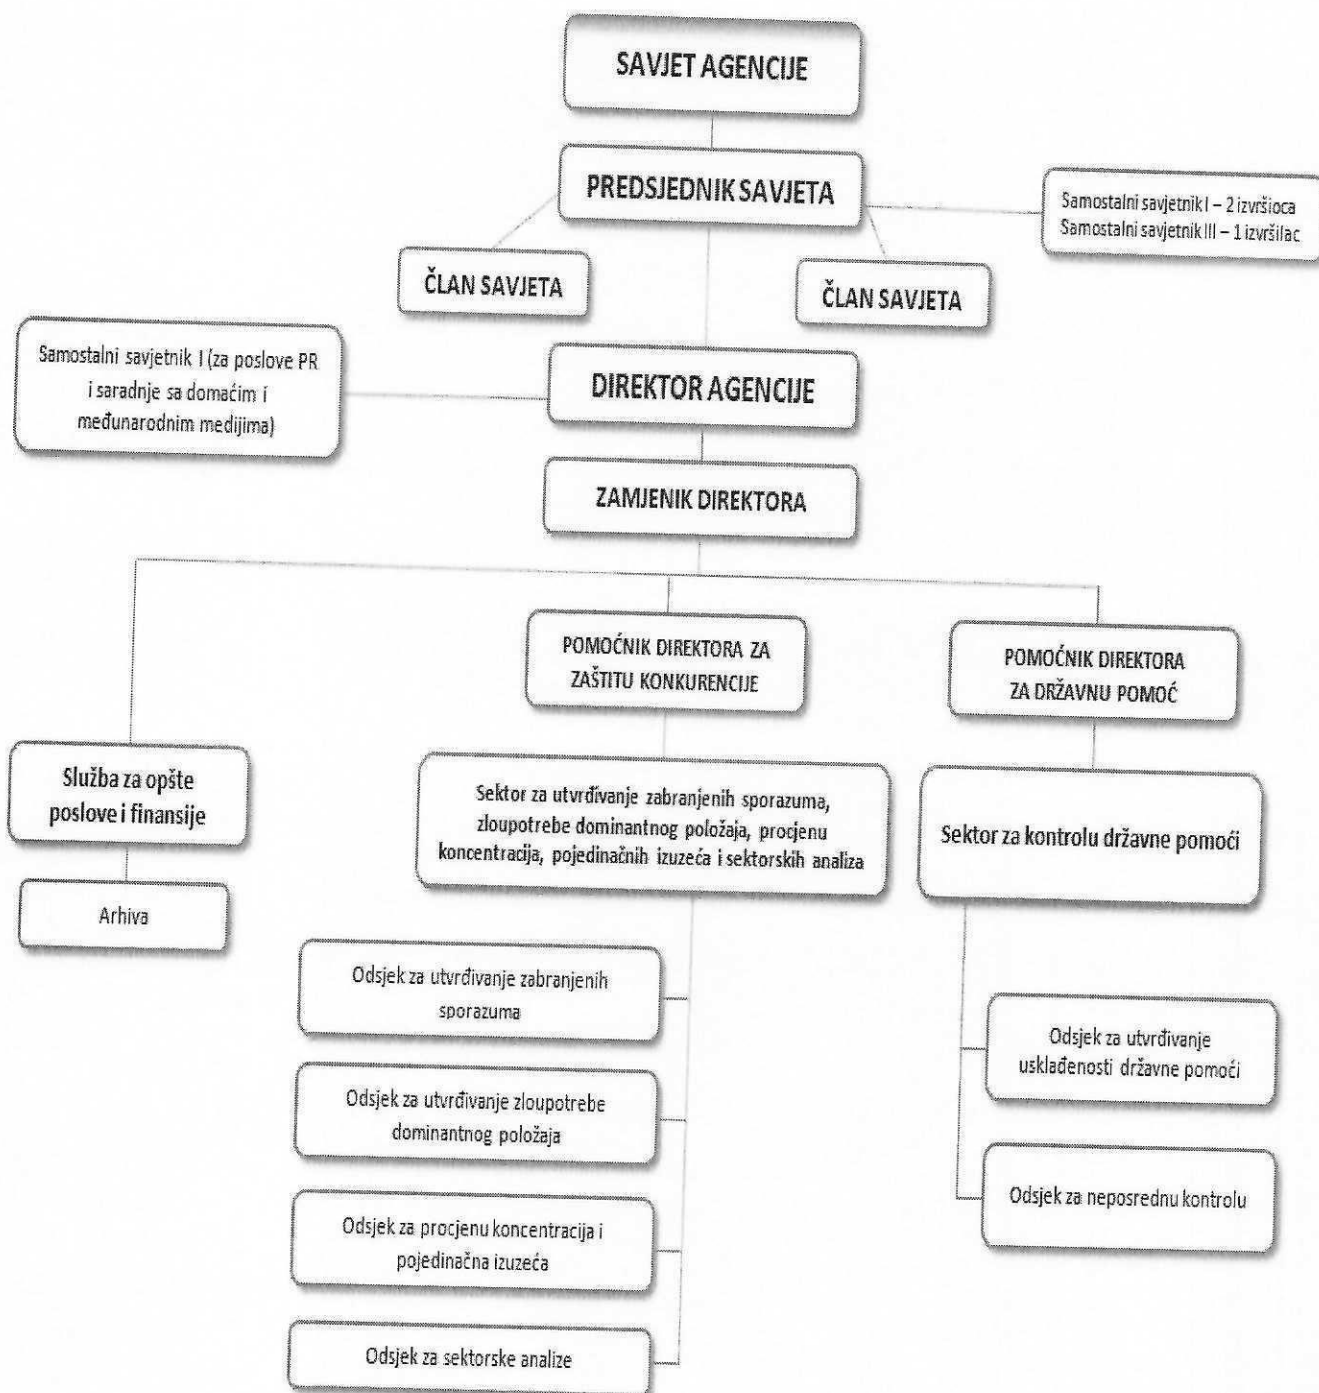 SAVJET AGENCIJE
PREDSJEDNIK SAVJETA
Samostalni savjetnik I – 2 izvršioca
Samostalni savjetnik III – 1 izvršilac
ČLAN SAVJETA
ČLAN SAVJETA
Samostalni savjetnik I (za poslove PR
i saradnje sa domaćim i
međunarodnim medijima)
DIREKTOR AGENCIJE
ZAMJENIK DIREKTORA
POMOĆNIK DIREKTORA ZA
ZAŠTITU KONKURENCIJE
POMOĆNIK DIREKTORA
ZA DRŽAVNU POMOĆ
Služba za opšte
poslove i finansije
Sektor za utvrđivanje zabranjenih sporazuma,
zloupotrebe dominantnog položaja, procjenu
koncentracija, pojedinačnih izuzeća i sektorskih analiza
Sektor za kontrolu državne pomoći
Arhiva
Odsjek za utvrđivanje zabranjenih
sporazuma
Odsjek za utvrđivanje zloupotrebe
dominantnog položaja
Odsjek za procjenu koncentracija i
pojedinačna izuzeća
Odsjek za sektorske analize
Odsjek za utvrđivanje
usklađenosti državne pomoći
Odsjek za neposrednu kontrolu